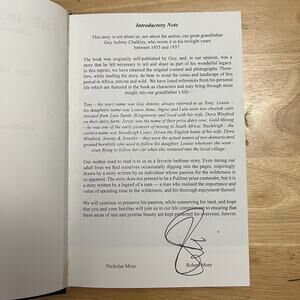 Introductory Note
This story is not about us, nor about the author, our great grandfather
Guy Aubrey Chalkley, who wrote it in his twilight years
between 1935 and 1937
The book was originally self-published by Guy, and, in our opinion, was a
story that he felt necessary to tell and share as part of his wonderful legacy.
In this reprint, we have retained the original content and photographs. There-
fore, while reading the story, do bear in mind the tones and landscape of this
period in Africa, remote and wild. We have listed references from his personal
life which are featured in the book as characters and may bring through more
insight into our grandfather's life -
Tony - his son's name was Guy Antony, always referred to as Tony; Louise -
his daughters name was Louise Anne, Jigme and Lulu were two cheetah cubs
rescued from Lion Sands (Kingstown) and lived with his wife, Dora Winifred
on their dairy farm; Jersey was the name of their prize dairy cow; Gold Mining
- he was one of the early pioneers of mining in South Africa; Stuckleigh - the
correct name was Stoodleigh Court, Devon the English home of his wife, Dora
Winifred; Wimpy & Jennifer - they were the actual names of two domesticated
ground hornbills who used to follow his daughter, Louise wherever she went -
even flying to follow her car when she ventured into the local village.
Our mother used to read it to us as a favorite bedtime story. Even during our
adult lives we find ourselves occasionally dipping into the pages, inspiringly
drawn by a story written by an individual whose passion for the wilderness is
so apparent. The story does not pretend to be a Pulitzer prize contender, but it is
a story written by a legend of a man — a man who realised the importance and
value of spending time in the wilderness, and his thorough enjoyment thereof.
We will continue to preserve his passion, while conserving his land, and hope
that you and your families will join us in our commitment to ensuring that
these areas of rare and pristine beauty are kept protected for everyone, forever.
Nicholas More Robert More